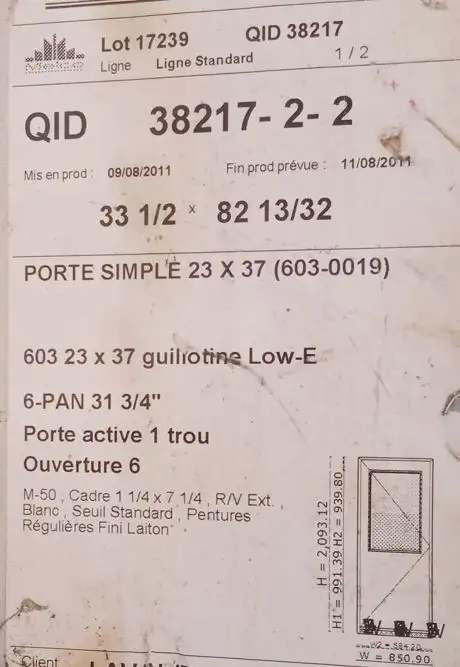 Lot 17239 QID 38217
Ligne Ligne Standard 1 / 2
QID 38217- 2- 2
Mis en prod : 09/08/2011 Fin prod prévue : 11/08/2011
33 1/2 x 82 13/32
PORTE SIMPLE 23 X 37 (603-0019)
603 23 x 37 guillotine Low-E
6-PAN 31 3/4"
Porte active 1 trou
Ouverture 6
M-50 , Cadre 1 1/4 x 7 1/4 , R/V Ext. ,
Blanc , Seuil Standard , Pentures
Régulières Fini Laiton
H = 2,093.12
H1 = 991.39 H2 = 939.80
W2 = 584.20
W = 850.90
Client